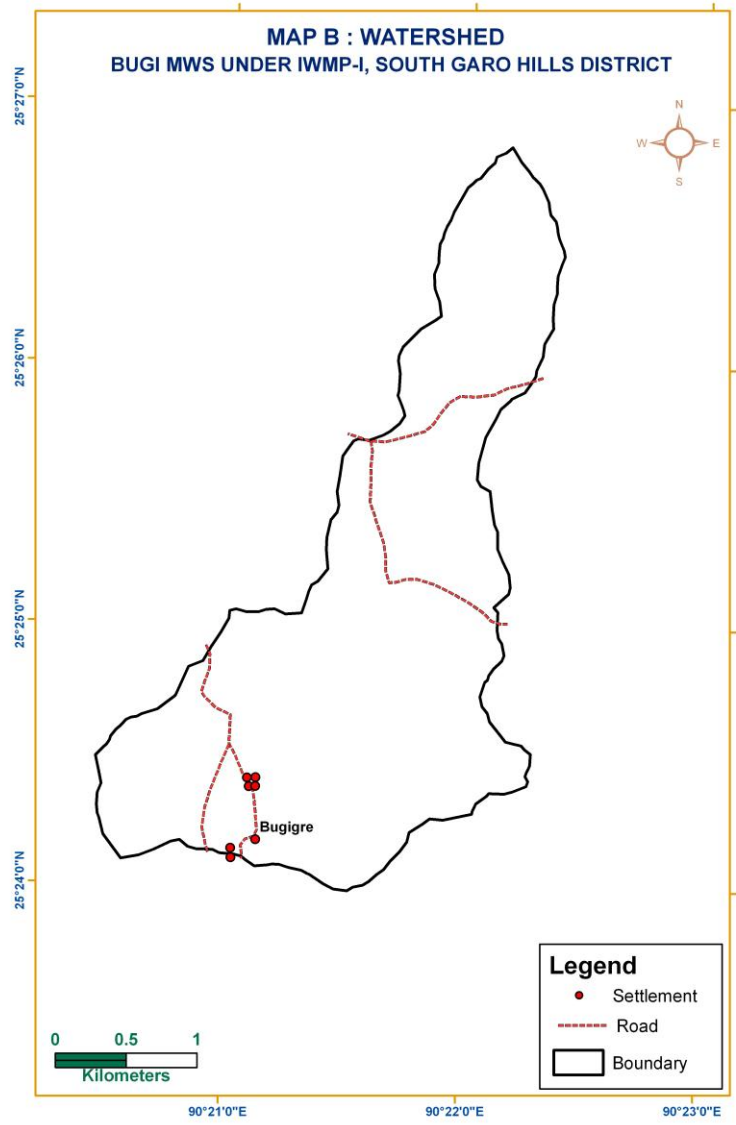 MAP B : WATERSHED
BUGI MWS UNDER IWMP-I, SOUTH GARO HILLS DISTRICT
N
W E
S
25°27'0"N
25°26'0"N
25°25'0"N
25°24'0"N
Bugigre
Legend
Settlement
Road
Boundary
0 0.5 1
Kilometers
90°21'0"E 90°22'0"E 90°23'0"E